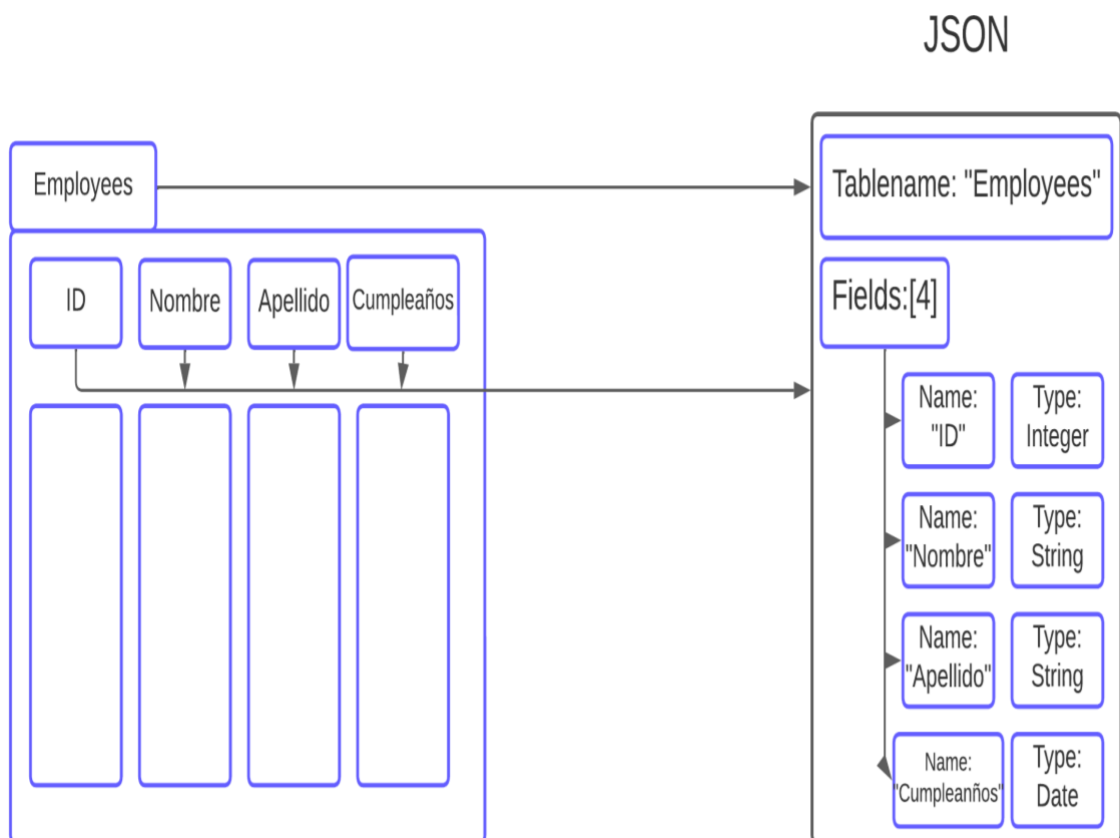 JSON
Employees
Tablename: "Employees"
ID
Nombre
Apellido
Cumpleaños
Fields:[4]
Name:
"ID"
Type:
Integer
Name:
"Nombre"
Type:
String
Name:
"Apellido"
Type:
String
Name:
"Cumpleanños"
Type:
Date